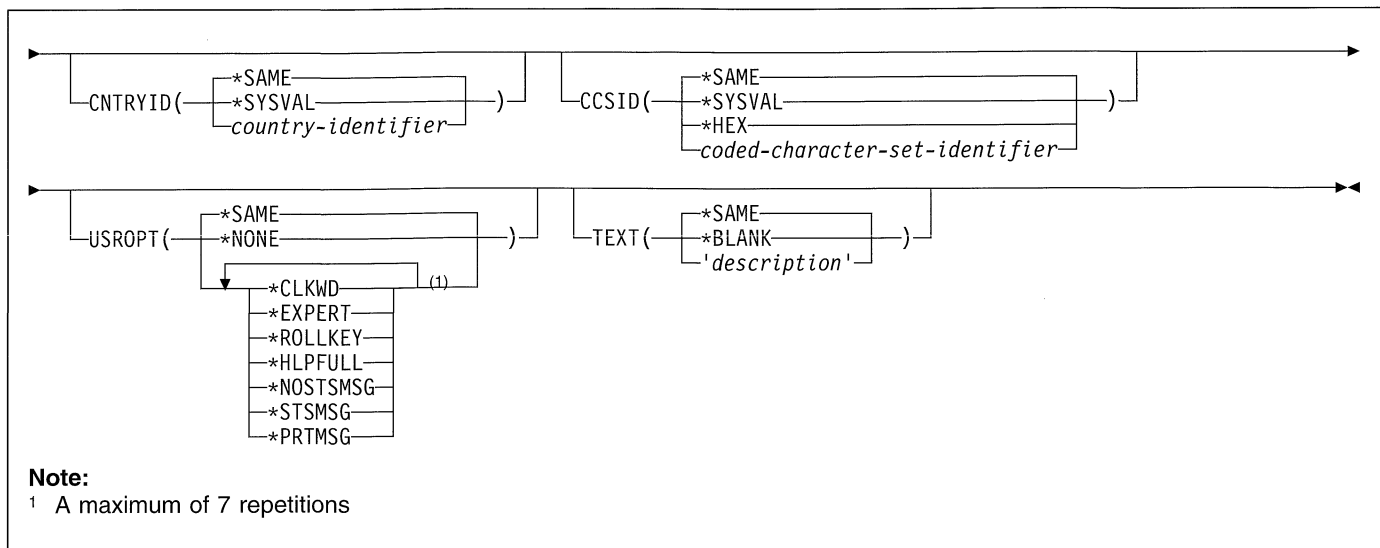 CNTRYID( *SAME )
*SYSVAL
country-identifier
CCSID( *SAME )
*SYSVAL
*HEX
coded-character-set-identifier
USROPT( *SAME )
*NONE
*CLKWD (1)
*EXPERT
*ROLLKEY
*HLPFULL
*NOSTSMSG
*STSMSG
*PRTMSG
TEXT( *SAME )
*BLANK
'description'
Note:
1 A maximum of 7 repetitions